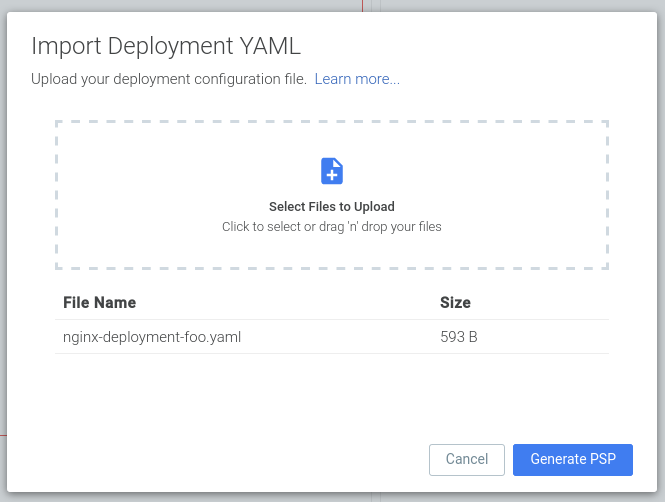 Import Deployment YAML
Upload your deployment configuration file. Learn more...
Select Files to Upload
Click to select or drag 'n' drop your files
File Name Size
nginx-deployment-foo.yaml 593 B
Cancel Generate PSP